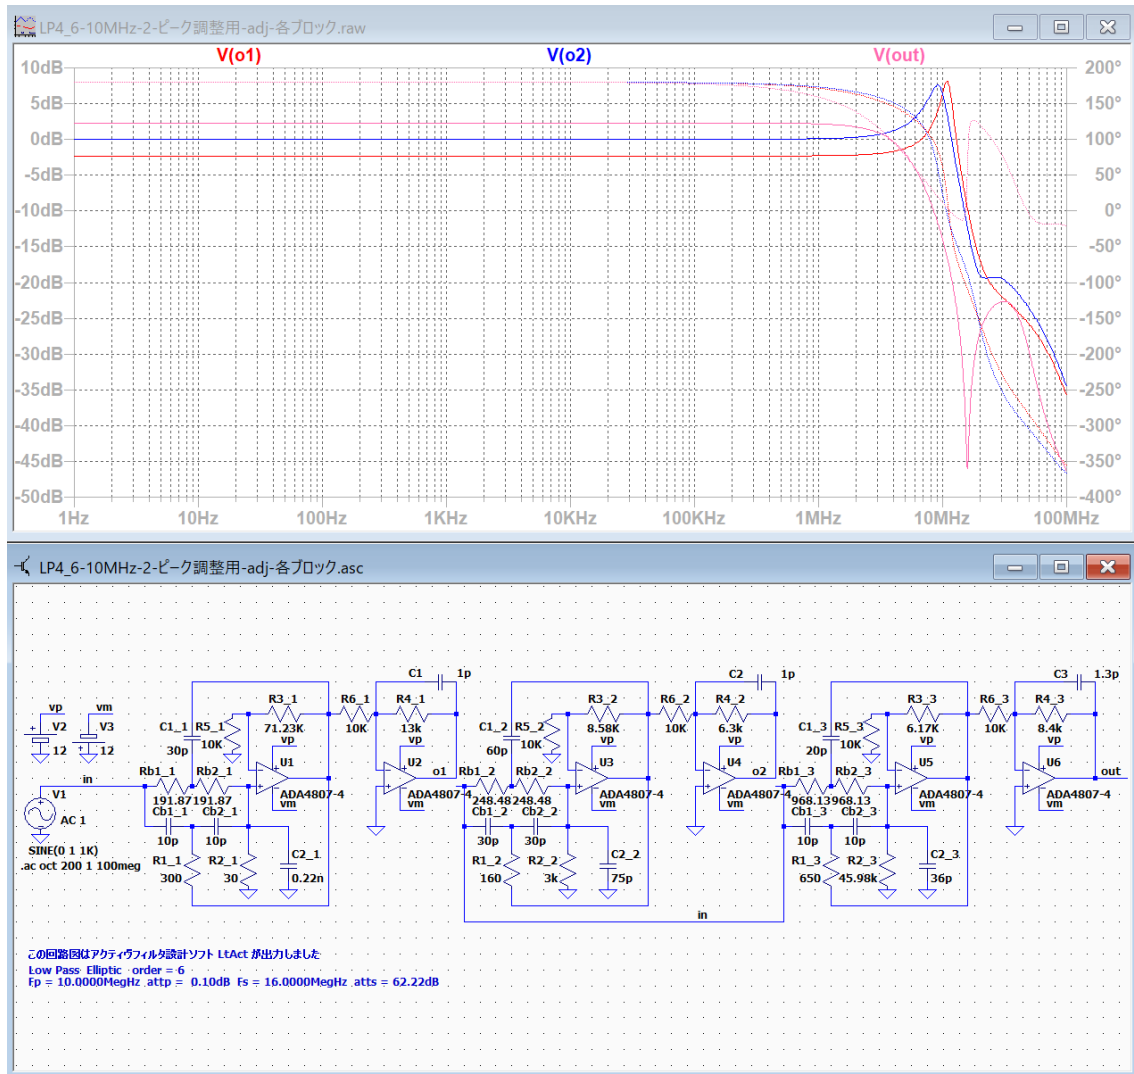 LP4_6-10MHz-2-ピーク調整用-adj-各ブロック.raw
V(o1) V(o2) V(out)
10dB 200°
5dB 150°
0dB 100°
-5dB 50°
-10dB 0°
-15dB -50°
-20dB -100°
-25dB -150°
-30dB -200°
-35dB -250°
-40dB -300°
-45dB -350°
-50dB -400°
1Hz 10Hz 100Hz 1KHz 10KHz 100KHz 1MHz 10MHz 100MHz
LP4_6-10MHz-2-ピーク調整用-adj-各ブロック.asc
C1 1p C2 1p C3 1.3p
vp vm R3_1 R6_1 R4_1 R3_2 R6_2 R4_2 R3_3 R6_3 R4_3
V2 V3 C1_1 R5_1 71.23K 10K 13k C1_2 R5_2 8.58K 10K 6.3k C1_3 R5_3 6.17K 10K 8.4k
12 12 30p 10K vp vp 60p 10K vp vp 20p 10K vp vp
in Rb1_1 Rb2_1 U1 U2 o1 Rb1_2 Rb2_2 U3 U4 o2 Rb1_3 Rb2_3 U5 U6 out
V1 191.87 191.87 ADA4807-4 ADA4807-4 248.48 248.48 ADA4807-4 ADA4807-4 968.13 968.13 ADA4807-4 ADA4807-4
AC 1 Cb1_1 Cb2_1 vm vm Cb1_2 Cb2_2 vm vm Cb1_3 Cb2_3 vm vm
10p 10p 30p 30p 10p 10p
SINE(0 1 1K) R1_1 R2_1 C2_1 R1_2 R2_2 C2_2 R1_3 R2_3 C2_3
.ac oct 200 1 100meg 300 30 0.22n 160 3k 75p 650 45.98k 36p
in
この回路図はアクティヴフィルタ設計ソフト LtAct が出力しました
Low Pass Elliptic order = 6
Fp = 10.0000MegHz attp = 0.10dB Fs = 16.0000MegHz atts = 62.22dB